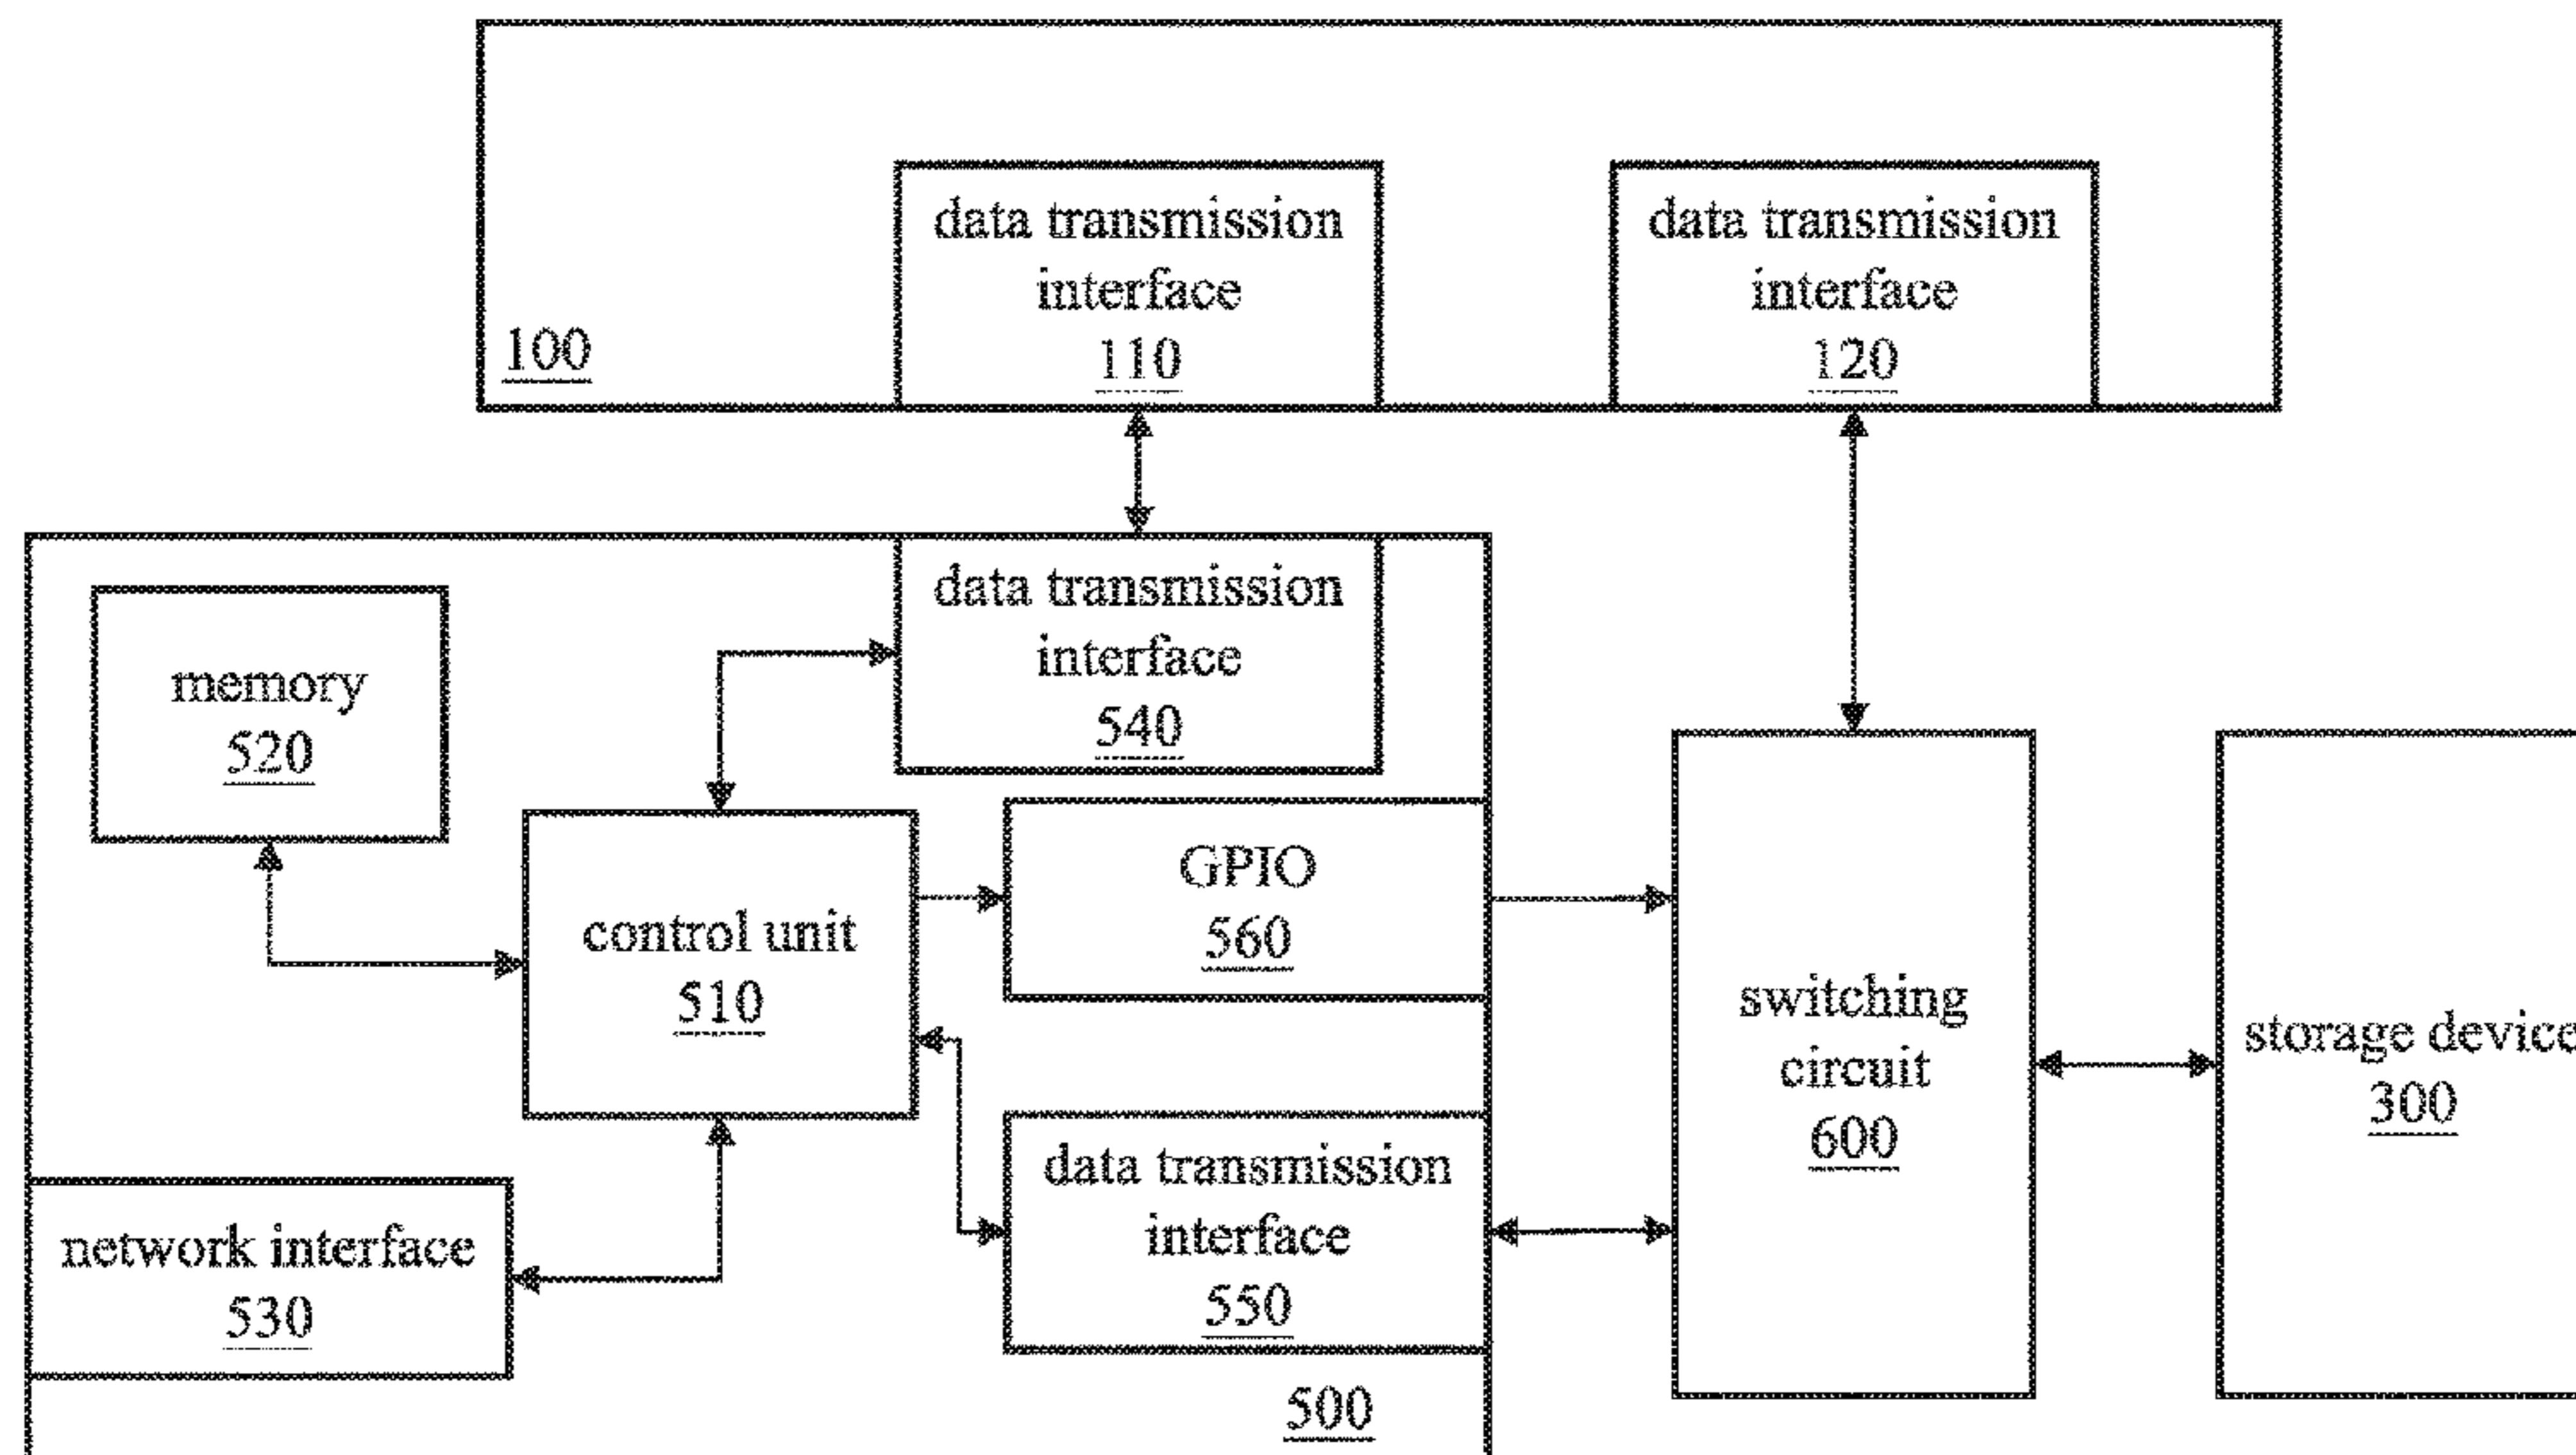 data transmission
interface
110
data transmission
interface
120
100
data transmission
interface
540
memory
520
GPIO
560
control unit
510
switching
circuit
600
storage device
300
data transmission
interface
550
network interface
530
500